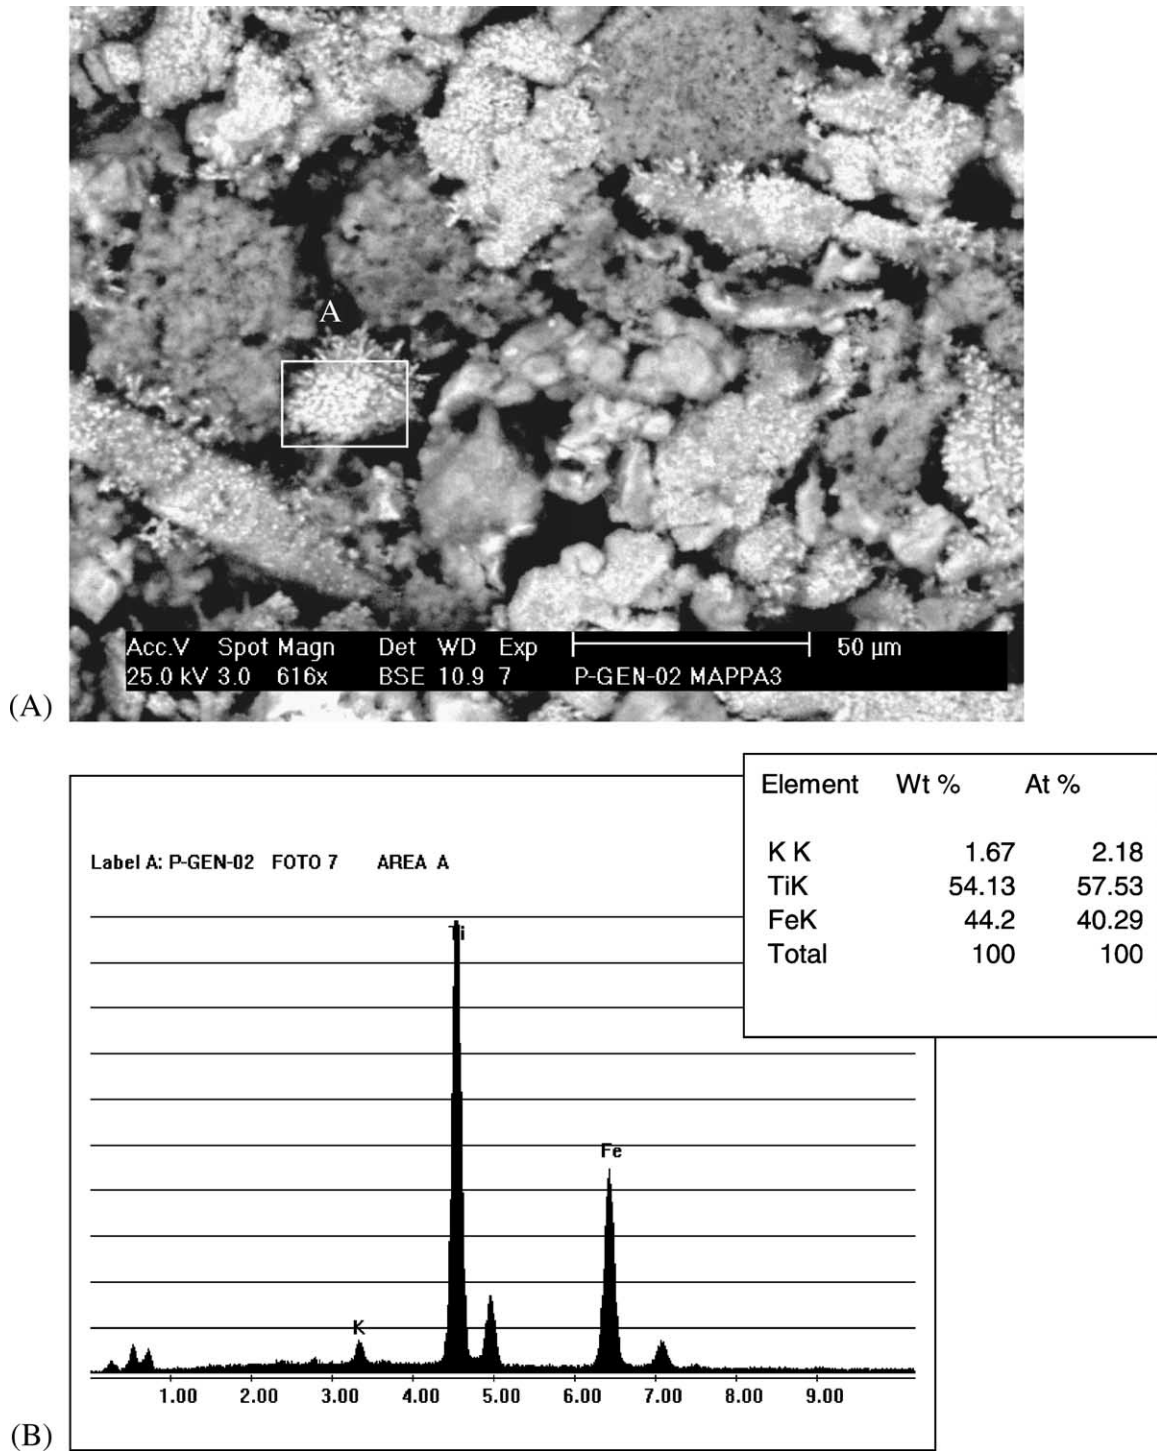 A
Acc.V Spot Magn Det WD Exp 50 µm
25.0 kV 3.0 616x BSE 10.9 7 P-GEN-02 MAPPA3
(A)
Element Wt % At %
K K 1.67 2.18
TiK 54.13 57.53
FeK 44.2 40.29
Total 100 100
Label A: P-GEN-02 FOTO 7 AREA A
Ti
Fe
K
1.00 2.00 3.00 4.00 5.00 6.00 7.00 8.00 9.00
(B)